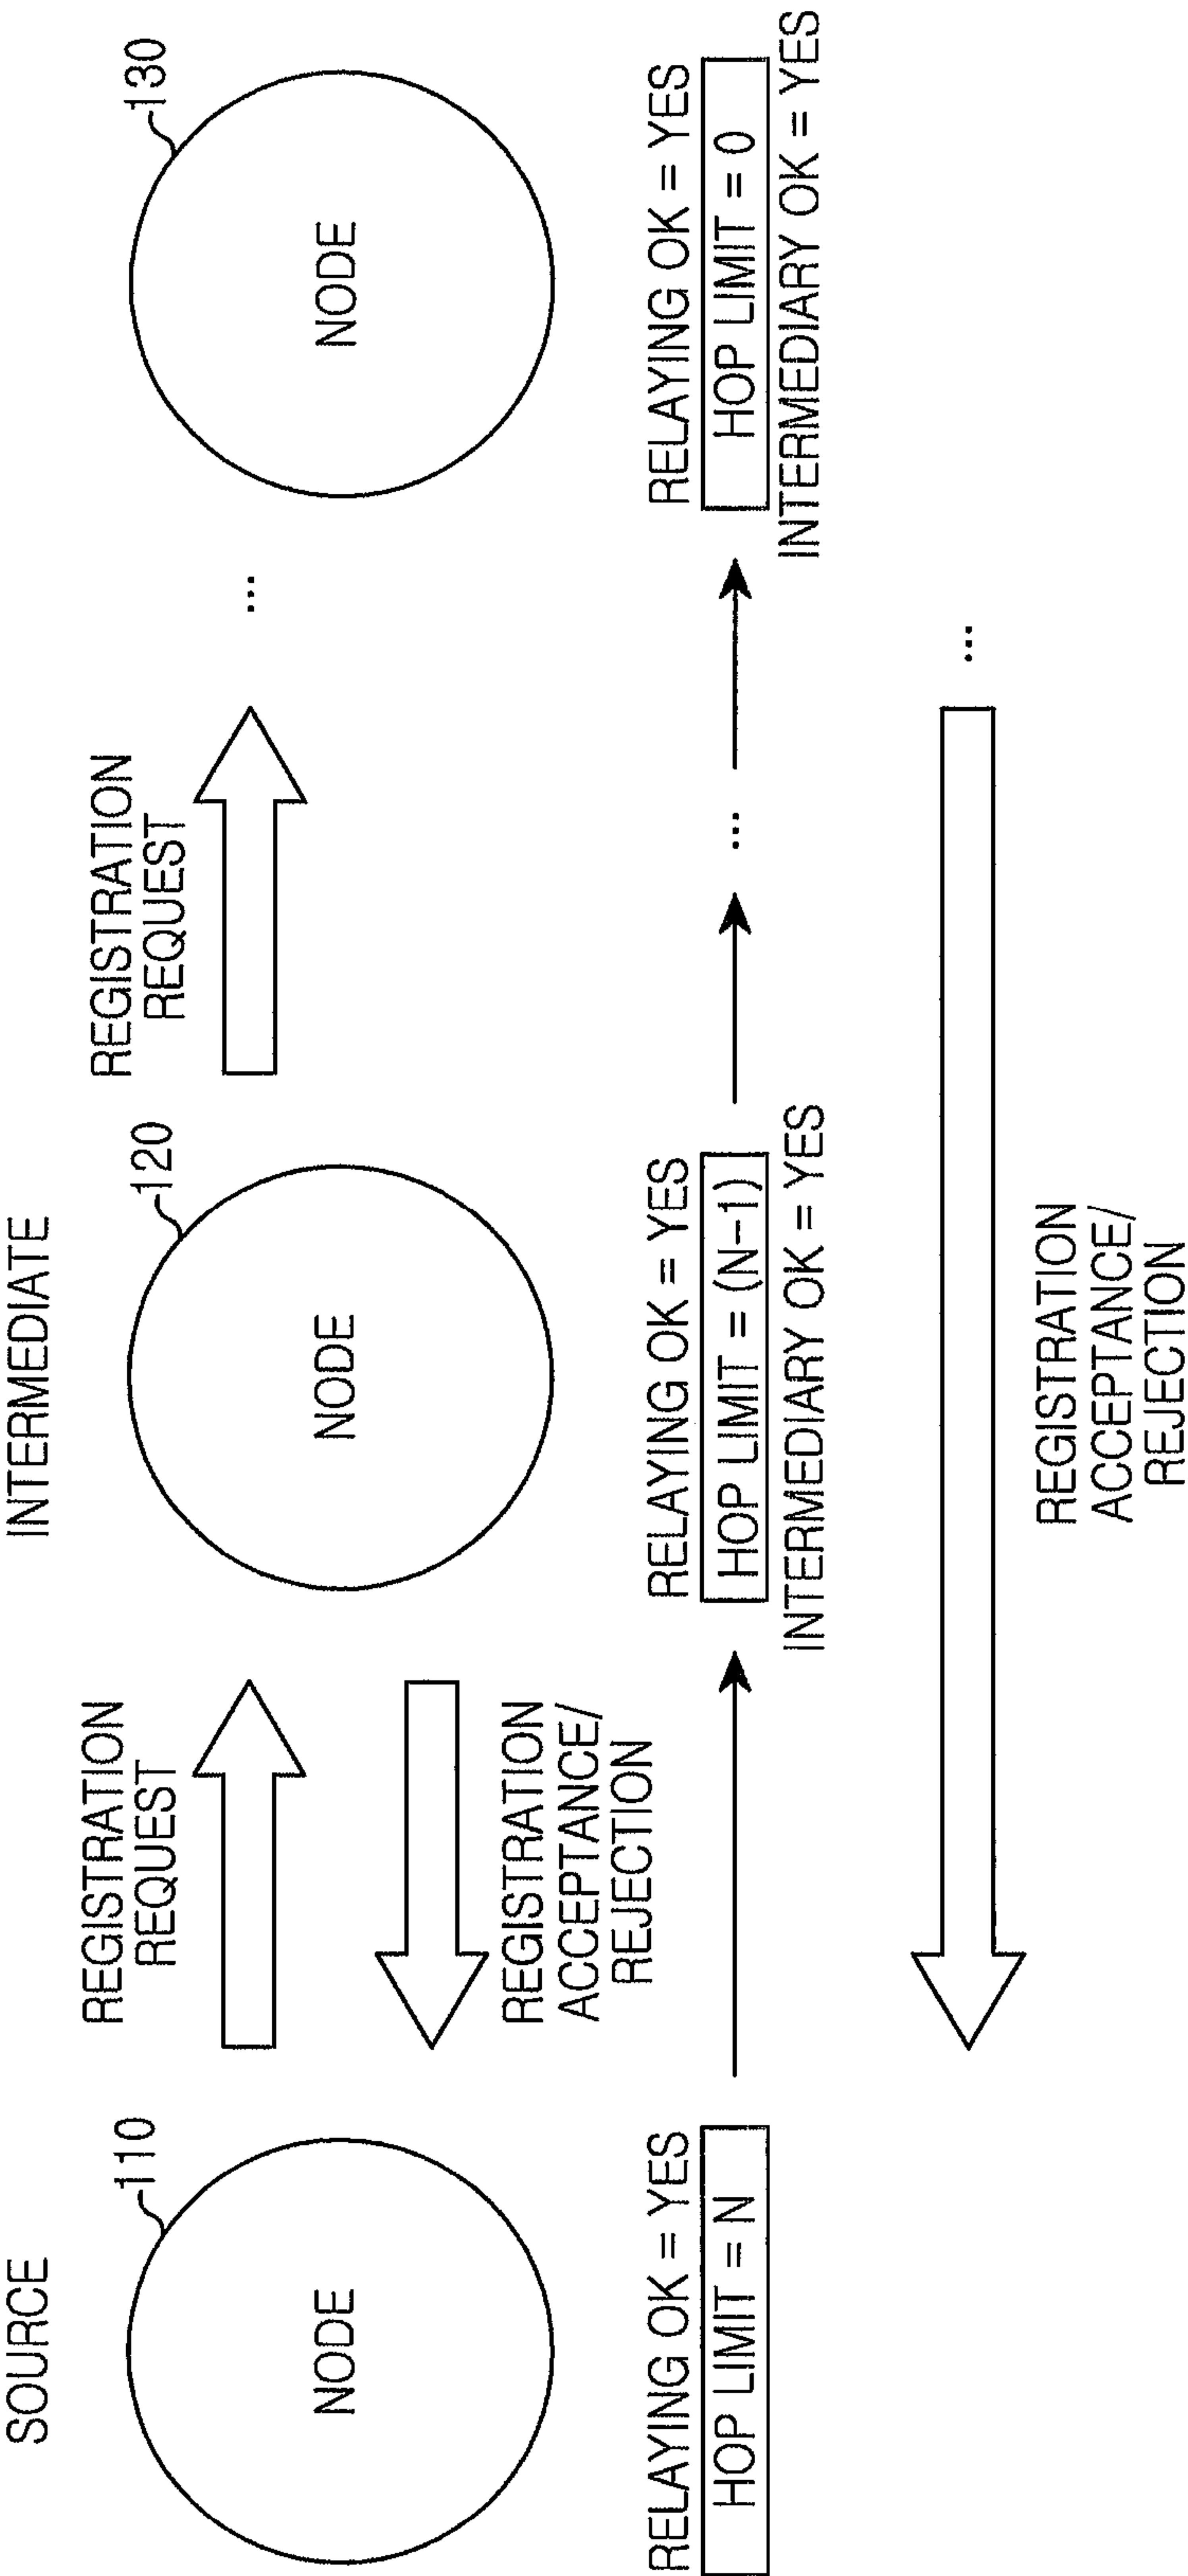 SOURCE
INTERMEDIATE
110
NODE
REGISTRATION
REQUEST
REGISTRATION
ACCEPTANCE/
REJECTION
120
NODE
REGISTRATION
REQUEST
...
130
NODE
RELAYING OK = YES
HOP LIMIT = N
RELAYING OK = YES
HOP LIMIT = (N-1)
INTERMEDIARY OK = YES
...
RELAYING OK = YES
HOP LIMIT = 0
INTERMEDIARY OK = YES
...
REGISTRATION
ACCEPTANCE/
REJECTION